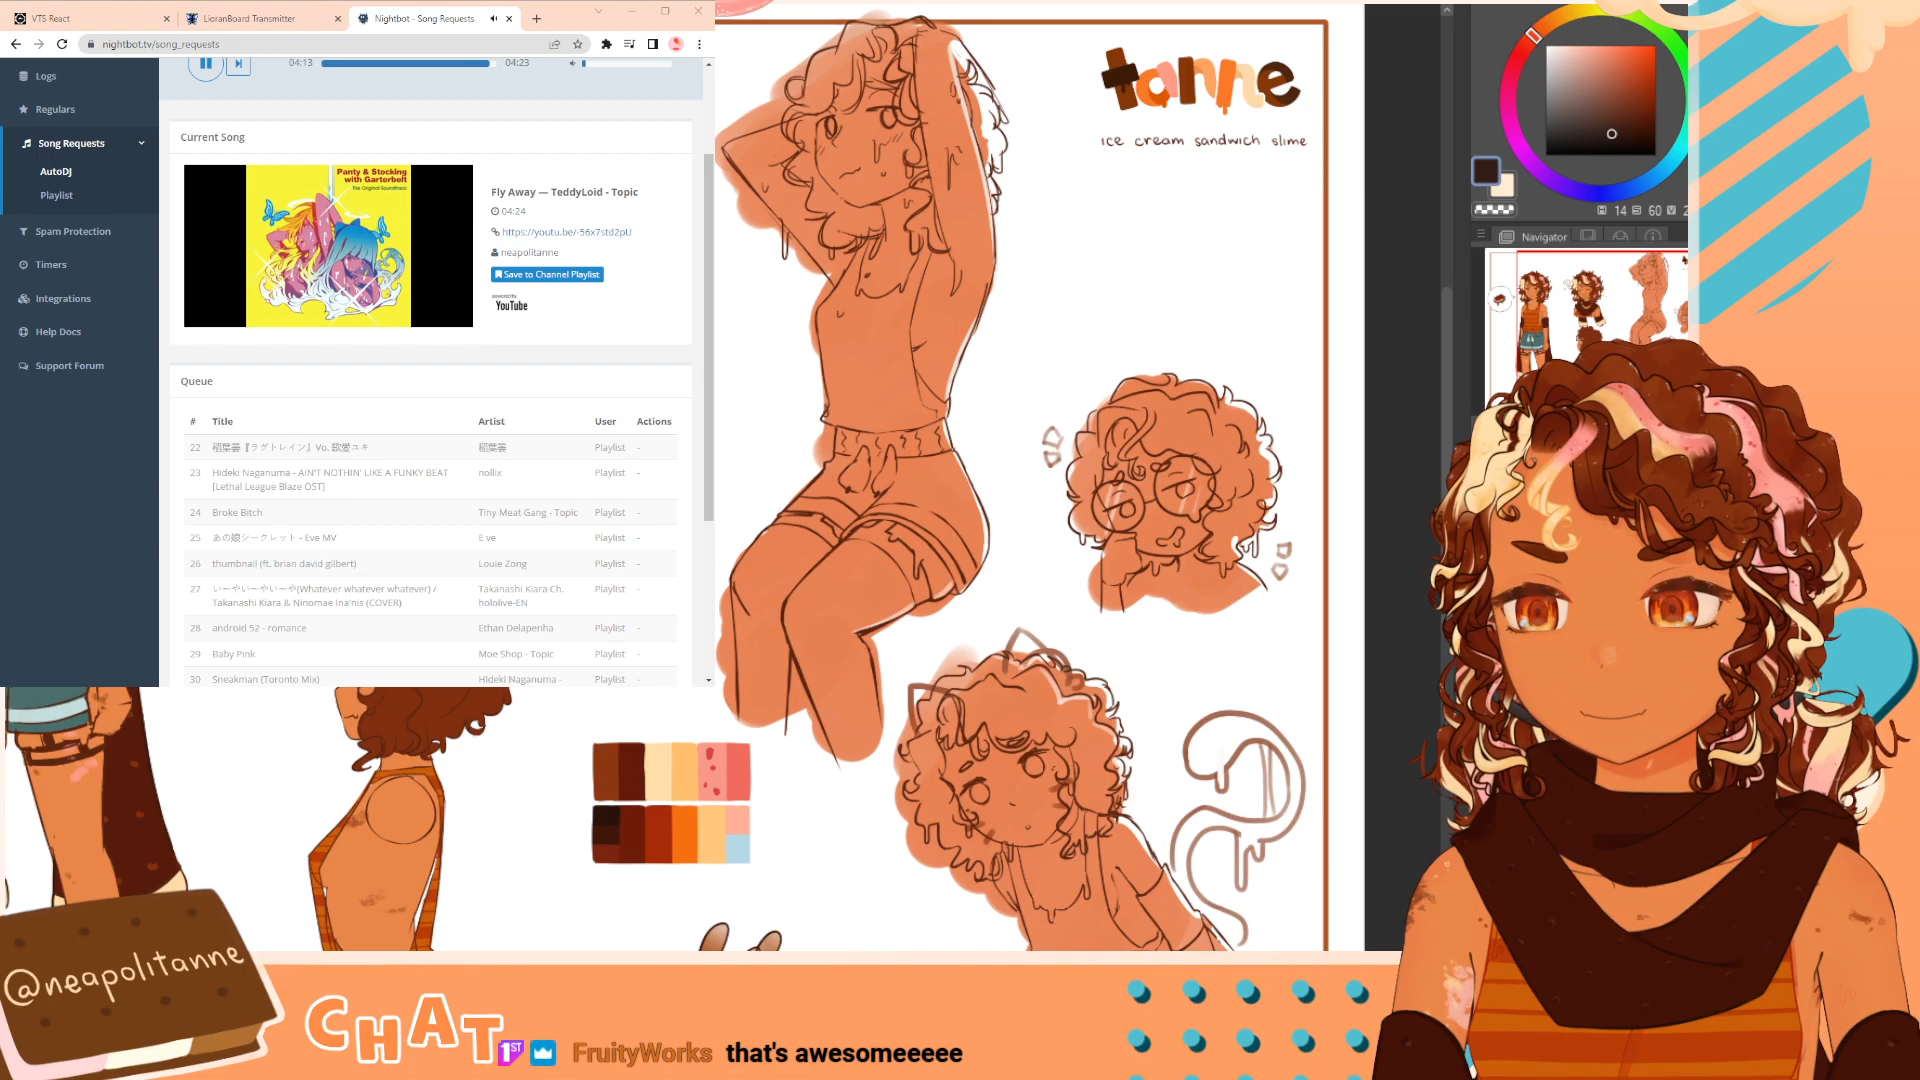 VTS React
LioranBoard Transmitter
Nightbot - Song Requests
nightbot.tv/song_requests
Logs
Regulars
Song Requests
AutoDJ
Playlist
Spam Protection
Timers
Integrations
Help Docs
Support Forum
04:13
04:23
Current Song
Panty & Stocking
with Garterbelt
The Original Soundtrack
Fly Away — TeddyLoid - Topic
04:24
https://youtu.be/-56x7std2pU
neapolitanne
Save to Channel Playlist
powered by
YouTube
Queue
# Title Artist User Actions
22 稲葉曇『ラグトレイン』Vo. 歌愛ユキ 稲葉曇 Playlist -
23 Hideki Naganuma - AIN'T NOTHIN' LIKE A FUNKY BEAT nollix Playlist -
[Lethal League Blaze OST]
24 Broke Bitch Tiny Meat Gang - Topic Playlist -
25 あの娘シークレット - Eve MV E ve Playlist -
26 thumbnail (ft. brian david gilbert) Louie Zong Playlist -
27 い〜やい〜やい〜や(Whatever whatever whatever) / Takanashi Kiara Ch. Playlist -
Takanashi Kiara & Ninomae Ina'nis (COVER) hololive-EN
28 android 52 - romance Ethan Delapenha Playlist -
29 Baby Pink Moe Shop - Topic Playlist -
30 Sneakman (Toronto Mix) Hideki Naganuma - Playlist -
tanne
ice cream sandwich slime
14 60
Navigator
@neapolitanne
CHAT
1ST FruityWorks that's awesomeeeee